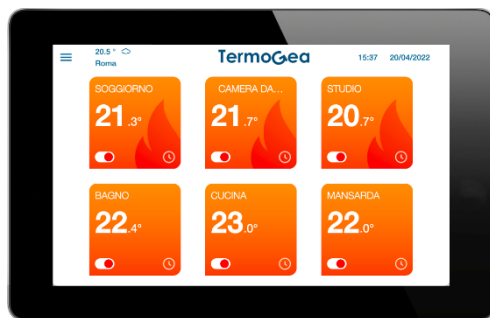 20.5 °
Roma
TermoGea
15:37 20/04/2022
SOGGIORNO
21.3°
CAMERA DA...
21.7°
STUDIO
20.7°
BAGNO
22.4°
CUCINA
23.0°
MANSARDA
22.0°